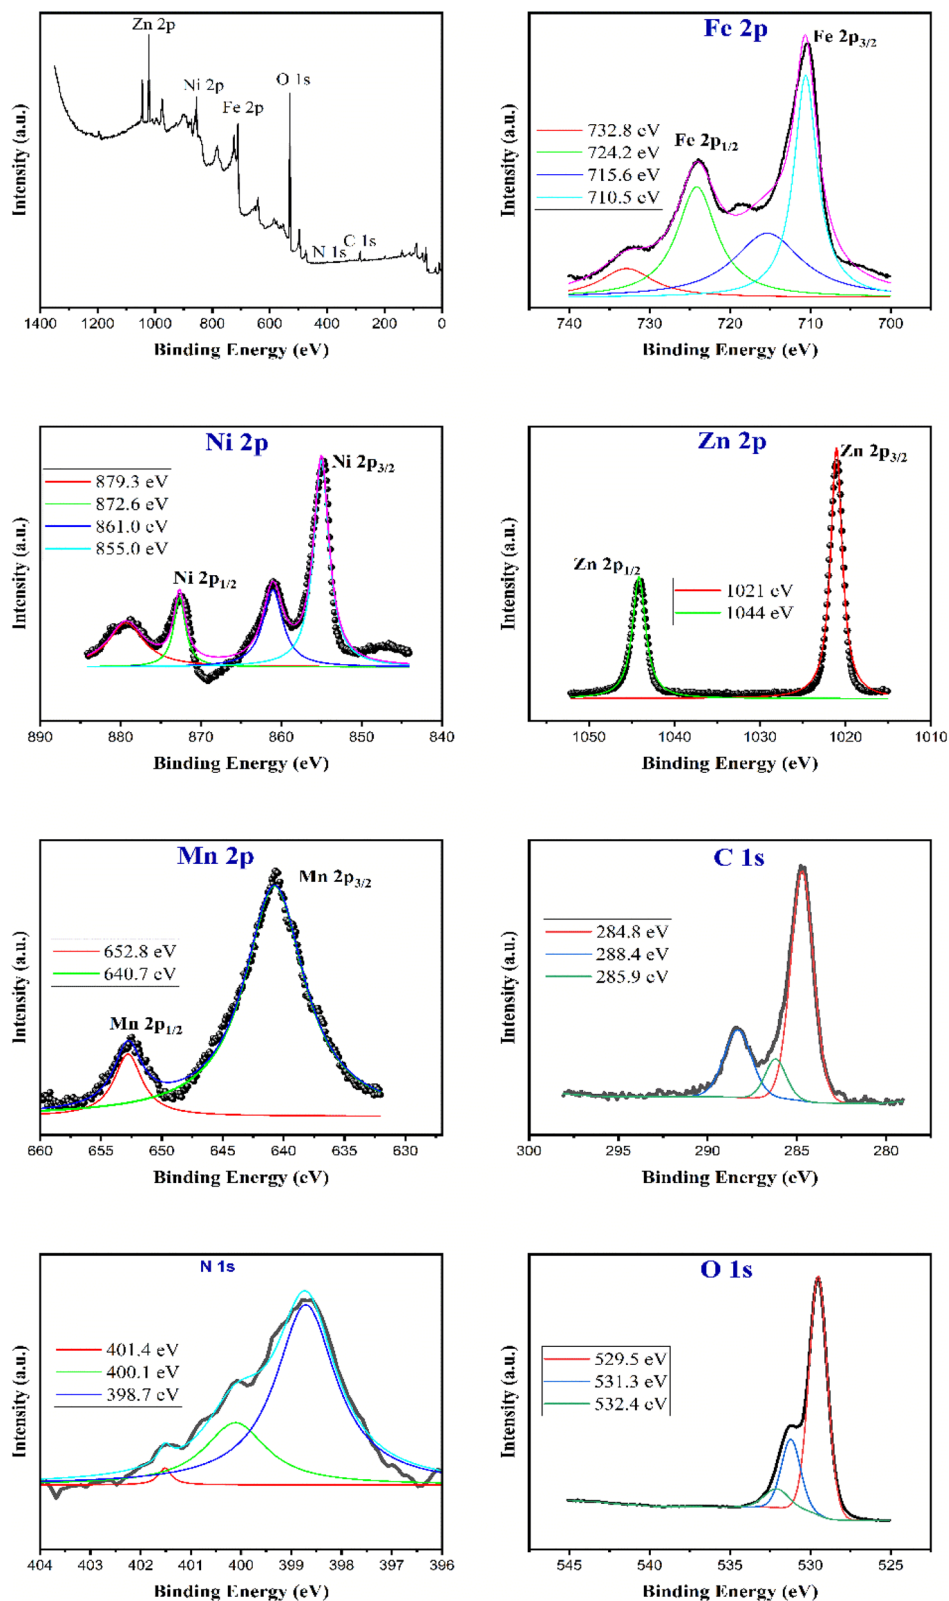 Zn 2p
Ni 2p
Fe 2p
O 1s
N 1s
C 1s
Intensity (a.u.)
1400 1200 1000 800 600 400 200 0
Binding Energy (eV)
Fe 2p
Fe 2p3/2
Fe 2p1/2
732.8 eV
724.2 eV
715.6 eV
710.5 eV
Intensity (a.u.)
740 730 720 710 700
Binding Energy (eV)
Ni 2p
Ni 2p3/2
879.3 eV
872.6 eV
861.0 eV
855.0 eV
Ni 2p1/2
Intensity (a.u.)
890 880 870 860 850 840
Binding Energy (eV)
Zn 2p
Zn 2p3/2
Zn 2p1/2
1021 eV
1044 eV
Intensity (a.u.)
1050 1040 1030 1020 1010
Binding Energy (eV)
Mn 2p
Mn 2p3/2
652.8 eV
640.7 eV
Mn 2p1/2
Intensity (a.u.)
660 655 650 645 640 635 630
Binding Energy (eV)
C 1s
284.8 eV
288.4 eV
285.9 eV
Intensity (a.u.)
300 295 290 285 280
Binding Energy (eV)
N 1s
401.4 eV
400.1 eV
398.7 eV
Intensity (a.u.)
404 403 402 401 400 399 398 397 396
Binding Energy (eV)
O 1s
529.5 eV
531.3 eV
532.4 eV
Intensity (a.u.)
545 540 535 530 525
Binding Energy (eV)